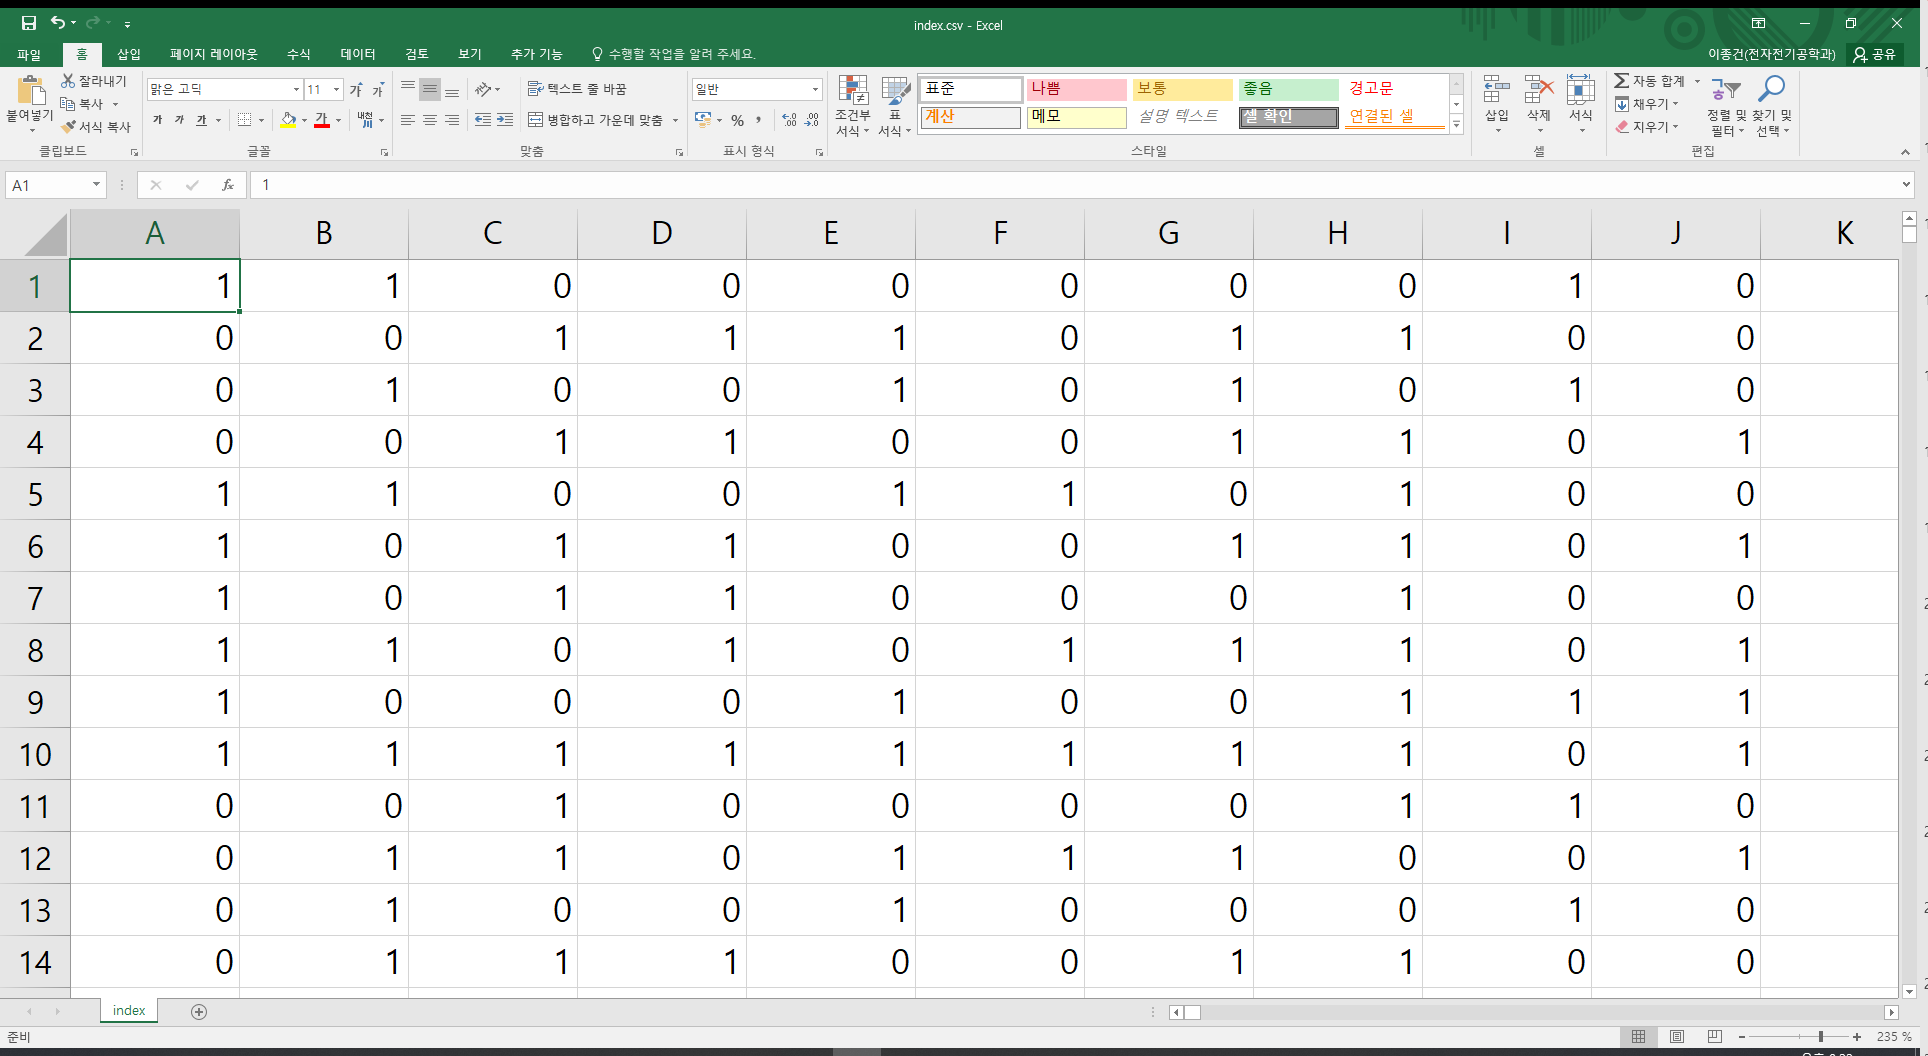 index.csv - Excel
파일 홈 삽입 페이지 레이아웃 수식 데이터 검토 보기 추가 기능 수행할 작업을 알려 주세요. 이종건(전자전기공학과) 공유
붙여넣기 잘라내기 복사 서식 복사 클립보드
맑은 고딕 11 가 가
가 가 가 가 내천 川
글꼴
텍스트 줄 바꿈
병합하고 가운데 맞춤
맞춤
일반
% ,
표시 형식
조건부 서식 표 서식
표준 나쁨 보통 좋음 경고문
계산 메모 설명 텍스트 셀 확인 연결된 셀
스타일
삽입 삭제 서식
셀
자동 합계
채우기
지우기
정렬 및 필터 찾기 및 선택
편집
A1 fx 1
A B C D E F G H I J K
1 1 1 0 0 0 0 0 0 1 0
2 0 0 1 1 1 0 1 1 0 0
3 0 1 0 0 1 0 1 0 1 0
4 0 0 1 1 0 0 1 1 0 1
5 1 1 0 0 1 1 0 1 0 0
6 1 0 1 1 0 0 1 1 0 1
7 1 0 1 1 0 0 0 1 0 0
8 1 1 0 1 0 1 1 1 0 1
9 1 0 0 0 1 0 0 1 1 1
10 1 1 1 1 1 1 1 1 0 1
11 0 0 1 0 0 0 0 1 1 0
12 0 1 1 0 1 1 1 0 0 1
13 0 1 0 0 1 0 0 0 1 0
14 0 1 1 1 0 0 1 1 0 0
index
준비 235 %